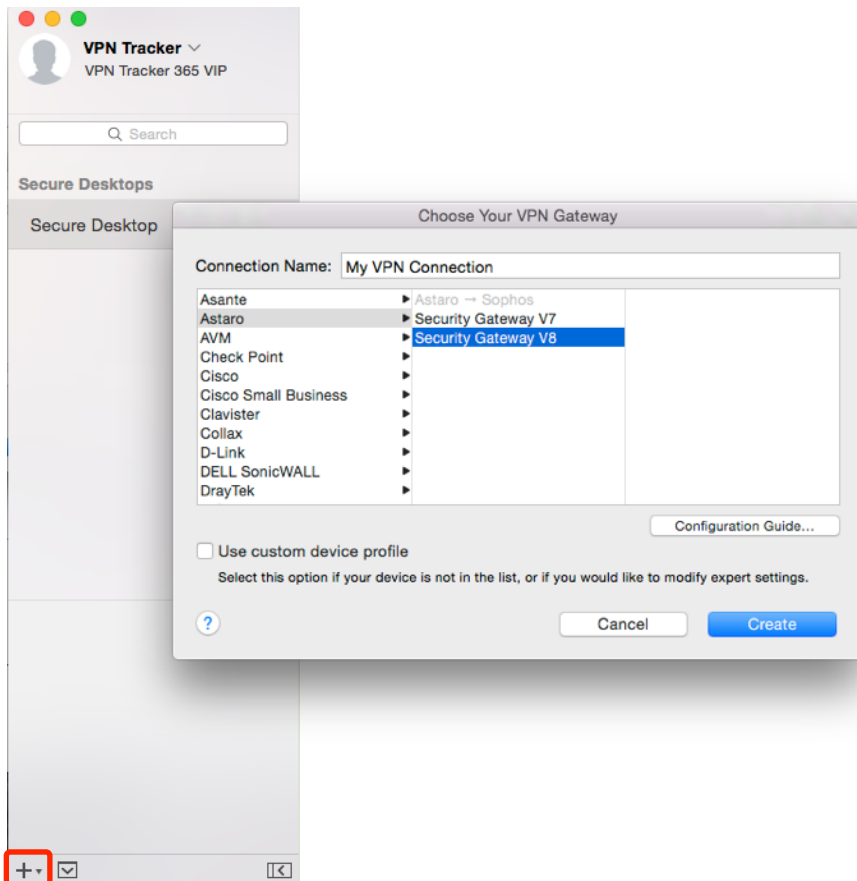 VPN Tracker
VPN Tracker 365 VIP
Search
Secure Desktops
Secure Desktop
Choose Your VPN Gateway
Connection Name: My VPN Connection
Asante
Astaro
AVM
Check Point
Cisco
Cisco Small Business
Clavister
Collax
D-Link
DELL SonicWALL
DrayTek
Astaro → Sophos
Security Gateway V7
Security Gateway V8
Configuration Guide...
Use custom device profile
Select this option if your device is not in the list, or if you would like to modify expert settings.
?
Cancel
Create